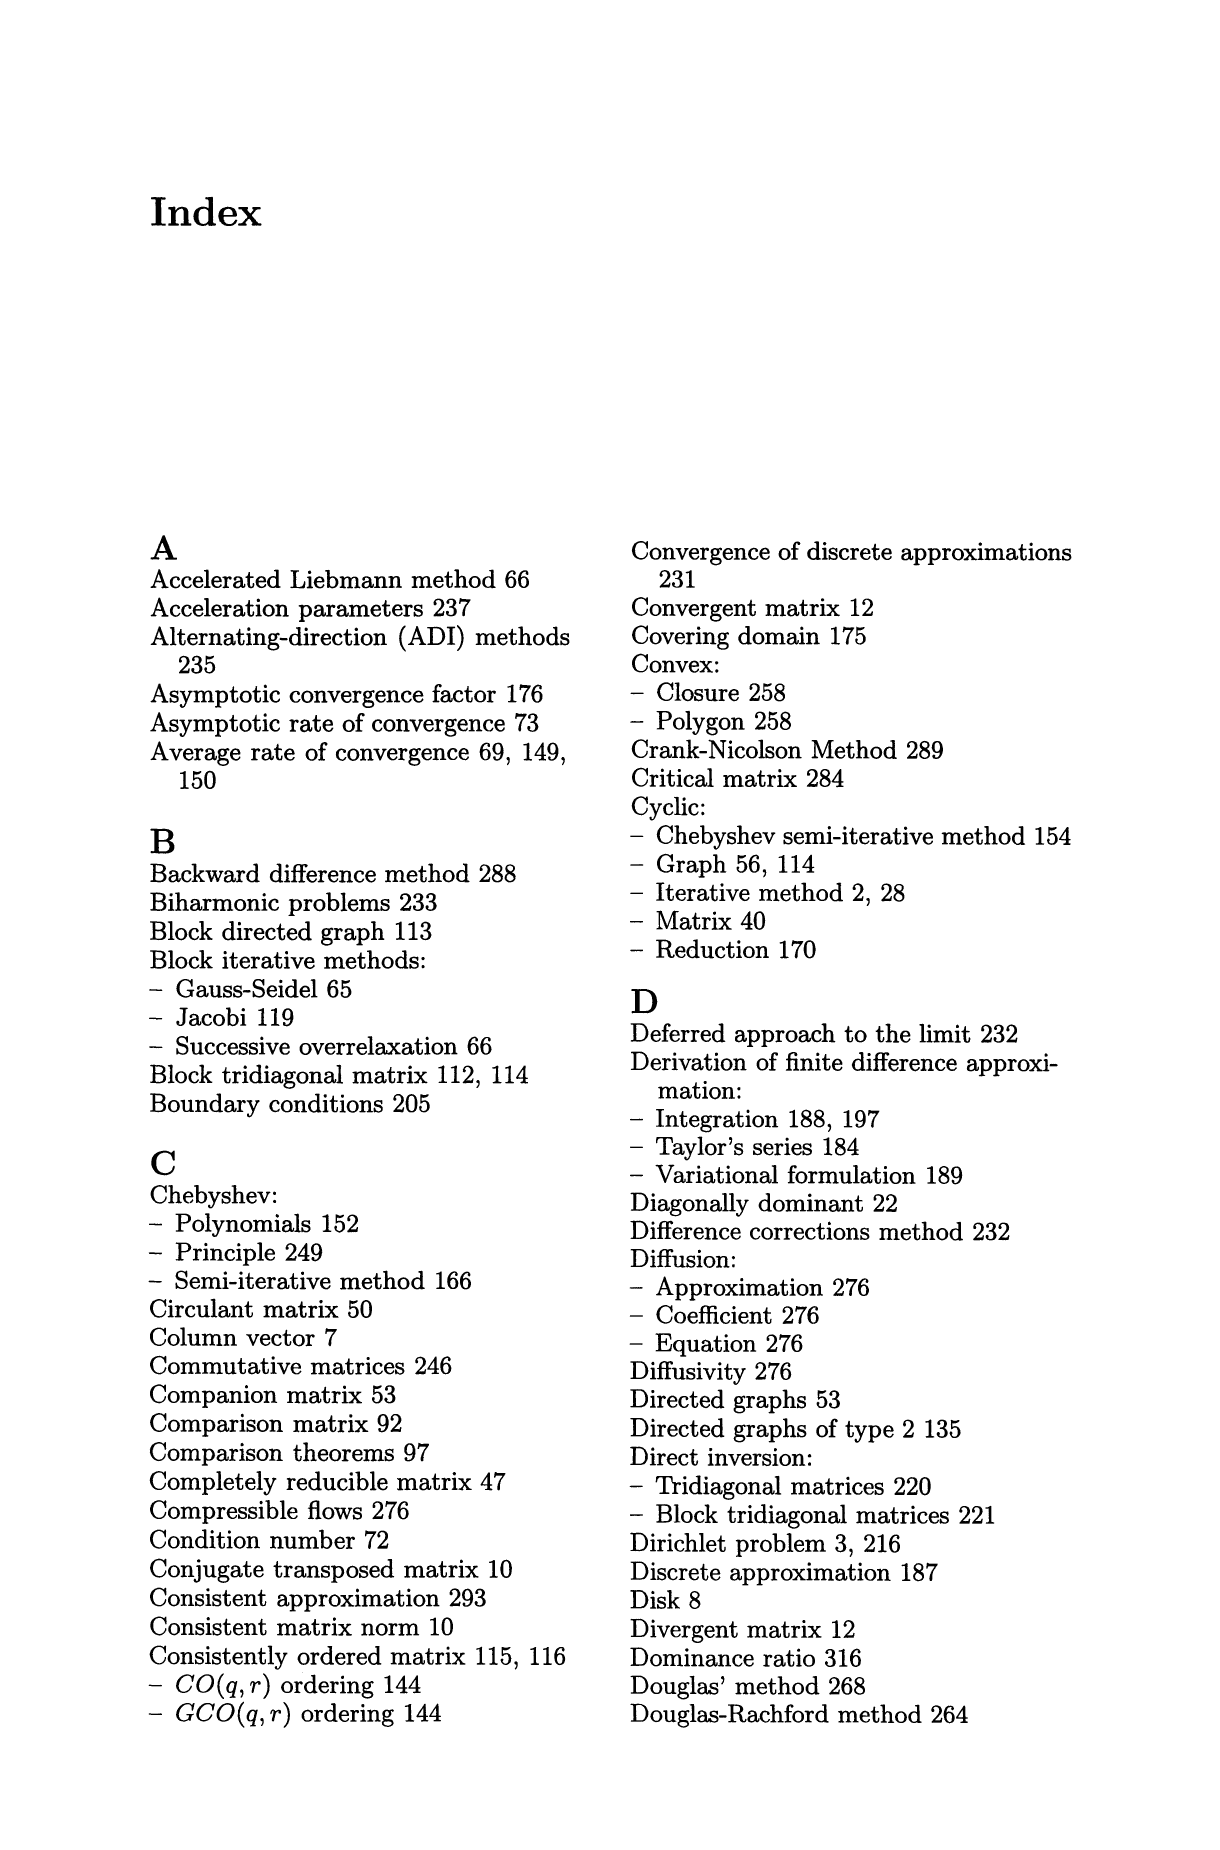 Index
A
Accelerated Liebmann method 66
Acceleration parameters 237
Alternating-direction (ADI) methods
235
Asymptotic convergence factor 176
Asymptotic rate of convergence 73
Average rate of convergence 69, 149,
150
B
Backward difference method 288
Biharmonic problems 233
Block directed graph 113
Block iterative methods:
– Gauss-Seidel 65
– Jacobi 119
– Successive overrelaxation 66
Block tridiagonal matrix 112, 114
Boundary conditions 205
C
Chebyshev:
– Polynomials 152
– Principle 249
– Semi-iterative method 166
Circulant matrix 50
Column vector 7
Commutative matrices 246
Companion matrix 53
Comparison matrix 92
Comparison theorems 97
Completely reducible matrix 47
Compressible flows 276
Condition number 72
Conjugate transposed matrix 10
Consistent approximation 293
Consistent matrix norm 10
Consistently ordered matrix 115, 116
– CO(q, r) ordering 144
– GCO(q, r) ordering 144
Convergence of discrete approximations
231
Convergent matrix 12
Covering domain 175
Convex:
– Closure 258
– Polygon 258
Crank-Nicolson Method 289
Critical matrix 284
Cyclic:
– Chebyshev semi-iterative method 154
– Graph 56, 114
– Iterative method 2, 28
– Matrix 40
– Reduction 170
D
Deferred approach to the limit 232
Derivation of finite difference approxi-
mation:
– Integration 188, 197
– Taylor's series 184
– Variational formulation 189
Diagonally dominant 22
Difference corrections method 232
Diffusion:
– Approximation 276
– Coefficient 276
– Equation 276
Diffusivity 276
Directed graphs 53
Directed graphs of type 2 135
Direct inversion:
– Tridiagonal matrices 220
– Block tridiagonal matrices 221
Dirichlet problem 3, 216
Discrete approximation 187
Disk 8
Divergent matrix 12
Dominance ratio 316
Douglas' method 268
Douglas-Rachford method 264